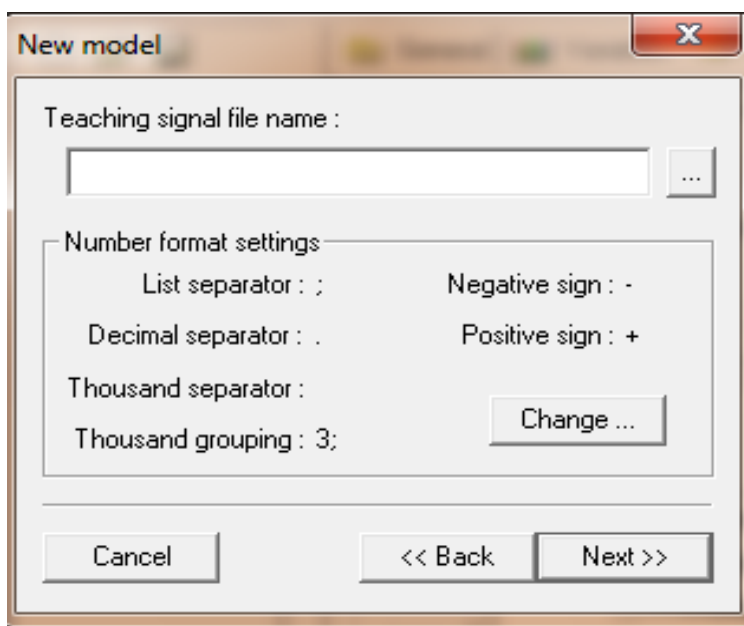 New model
Teaching signal file name :
...
Number format settings
List separator : ;
Negative sign : -
Decimal separator : .
Positive sign : +
Thousand separator :
Thousand grouping : 3;
Change ...
Cancel
<< Back
Next >>